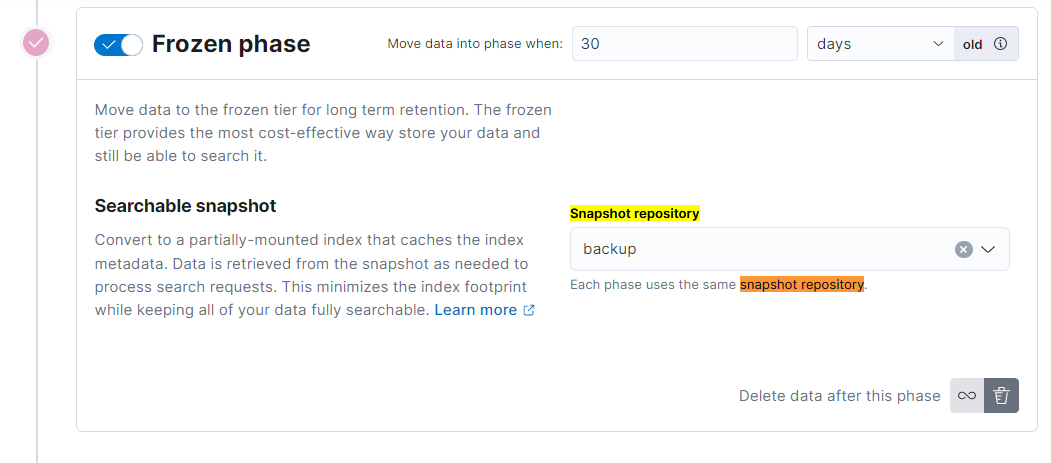 Frozen phase
Move data into phase when: 30 days old
Move data to the frozen tier for long term retention. The frozen
tier provides the most cost-effective way store your data and
still be able to search it.
Searchable snapshot
Convert to a partially-mounted index that caches the index
metadata. Data is retrieved from the snapshot as needed to
process search requests. This minimizes the index footprint
while keeping all of your data fully searchable. Learn more
Snapshot repository
backup
Each phase uses the same snapshot repository.
Delete data after this phase